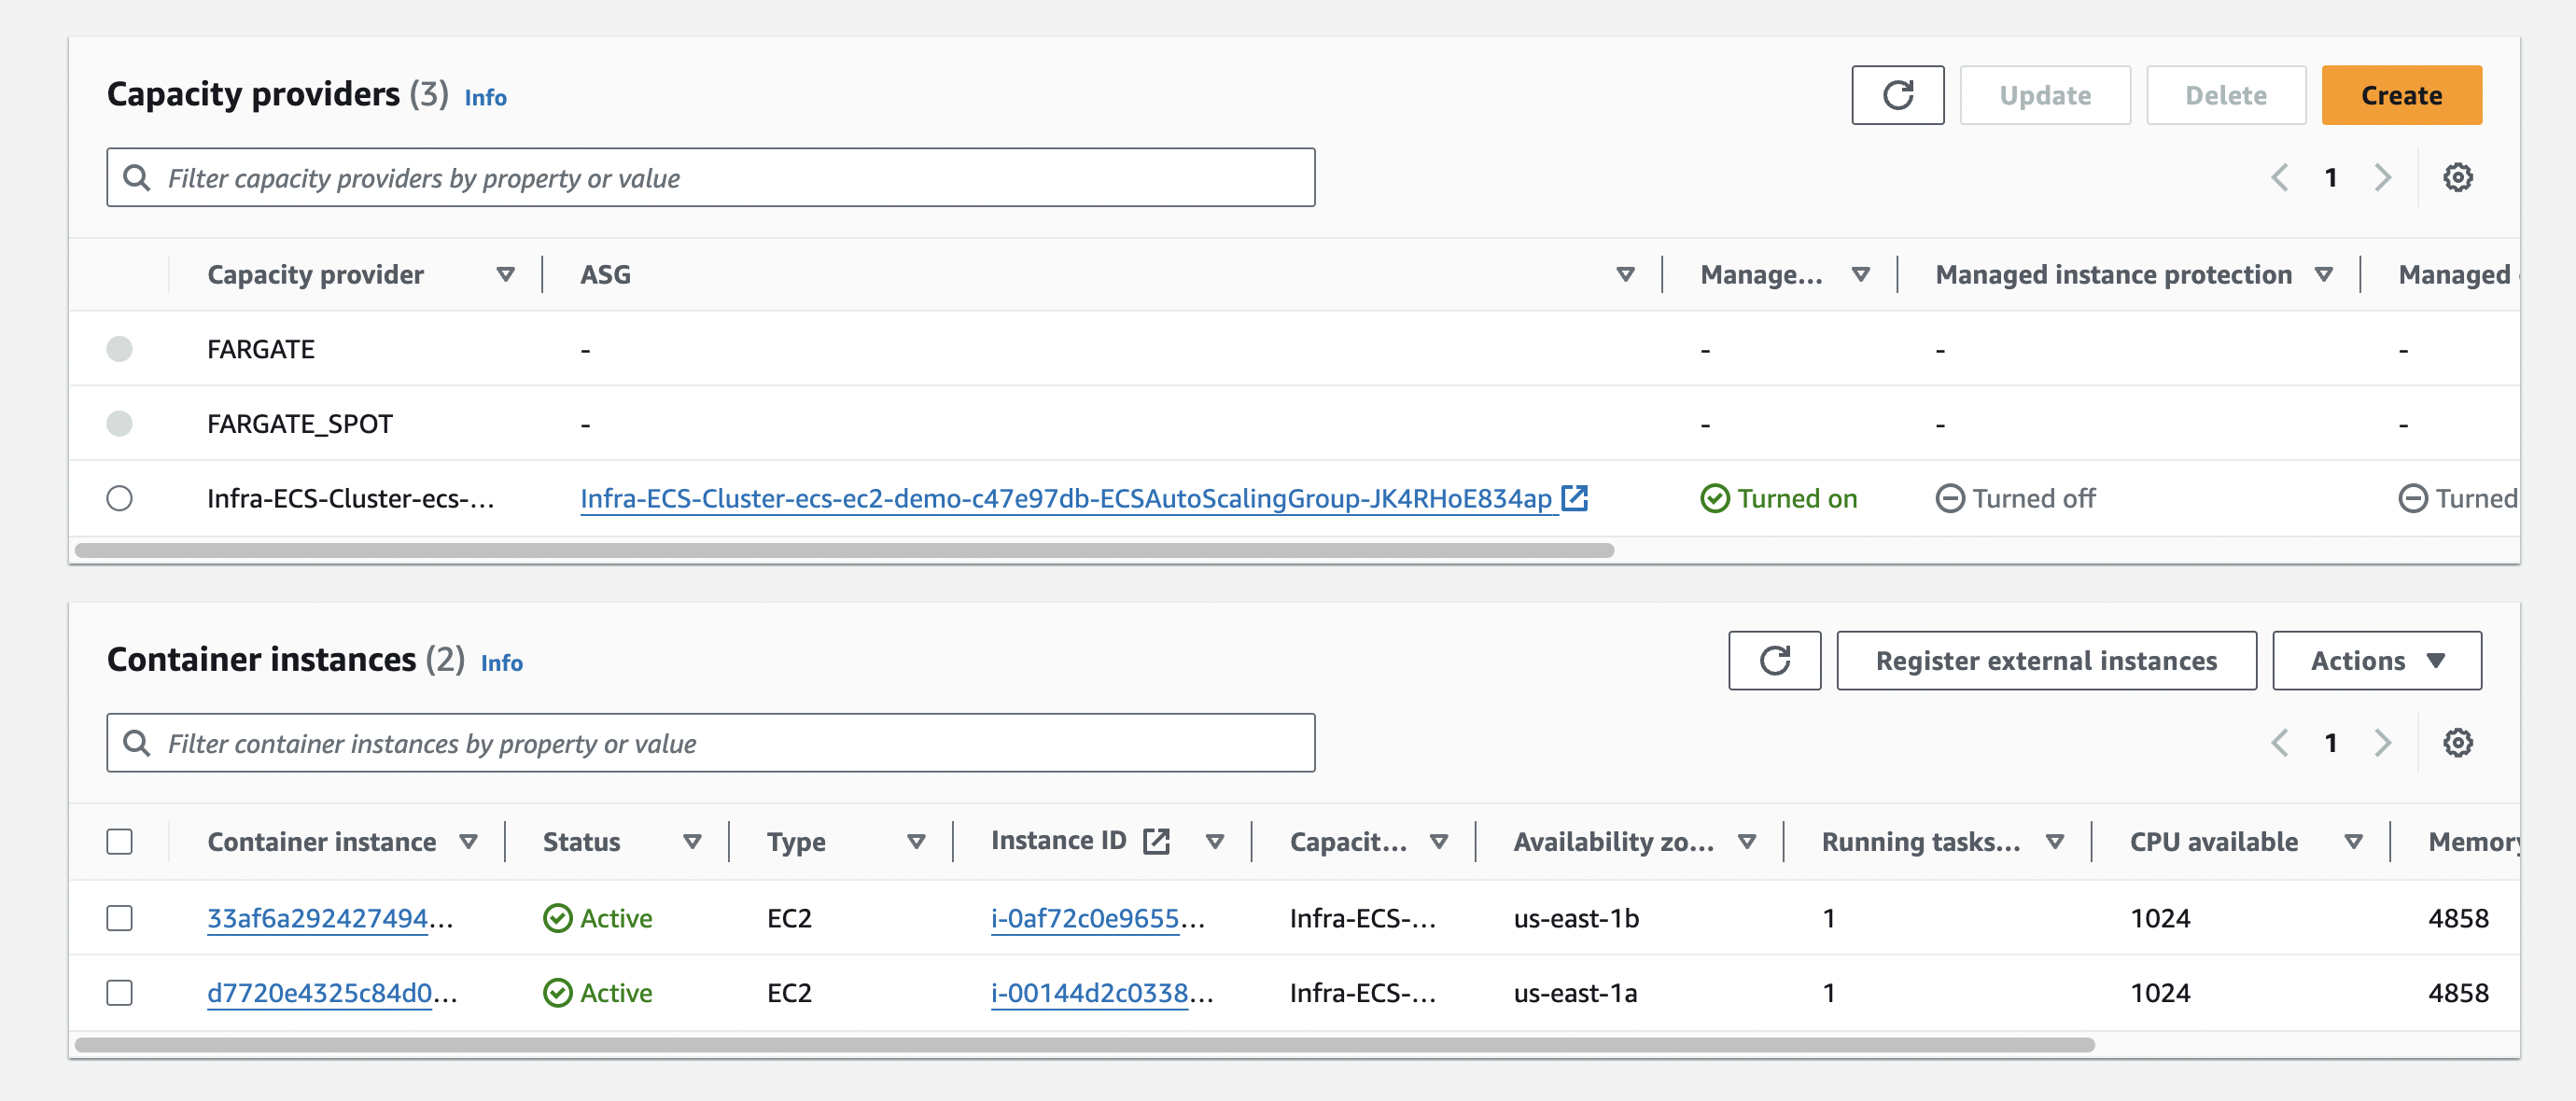 Capacity providers (3) Info
Update Delete Create
Filter capacity providers by property or value
1
Capacity provider ASG Manage... Managed instance protection Managed
FARGATE - - - -
FARGATE_SPOT - - - -
Infra-ECS-Cluster-ecs-... Infra-ECS-Cluster-ecs-ec2-demo-c47e97db-ECSAutoScalingGroup-JK4RHoE834ap Turned on Turned off Turned
Container instances (2) Info
Register external instances Actions
Filter container instances by property or value
1
Container instance Status Type Instance ID Capacit... Availability zo... Running tasks... CPU available Memory
33af6a292427494... Active EC2 i-0af72c0e9655... Infra-ECS-... us-east-1b 1 1024 4858
d7720e4325c84d0... Active EC2 i-00144d2c0338... Infra-ECS-... us-east-1a 1 1024 4858